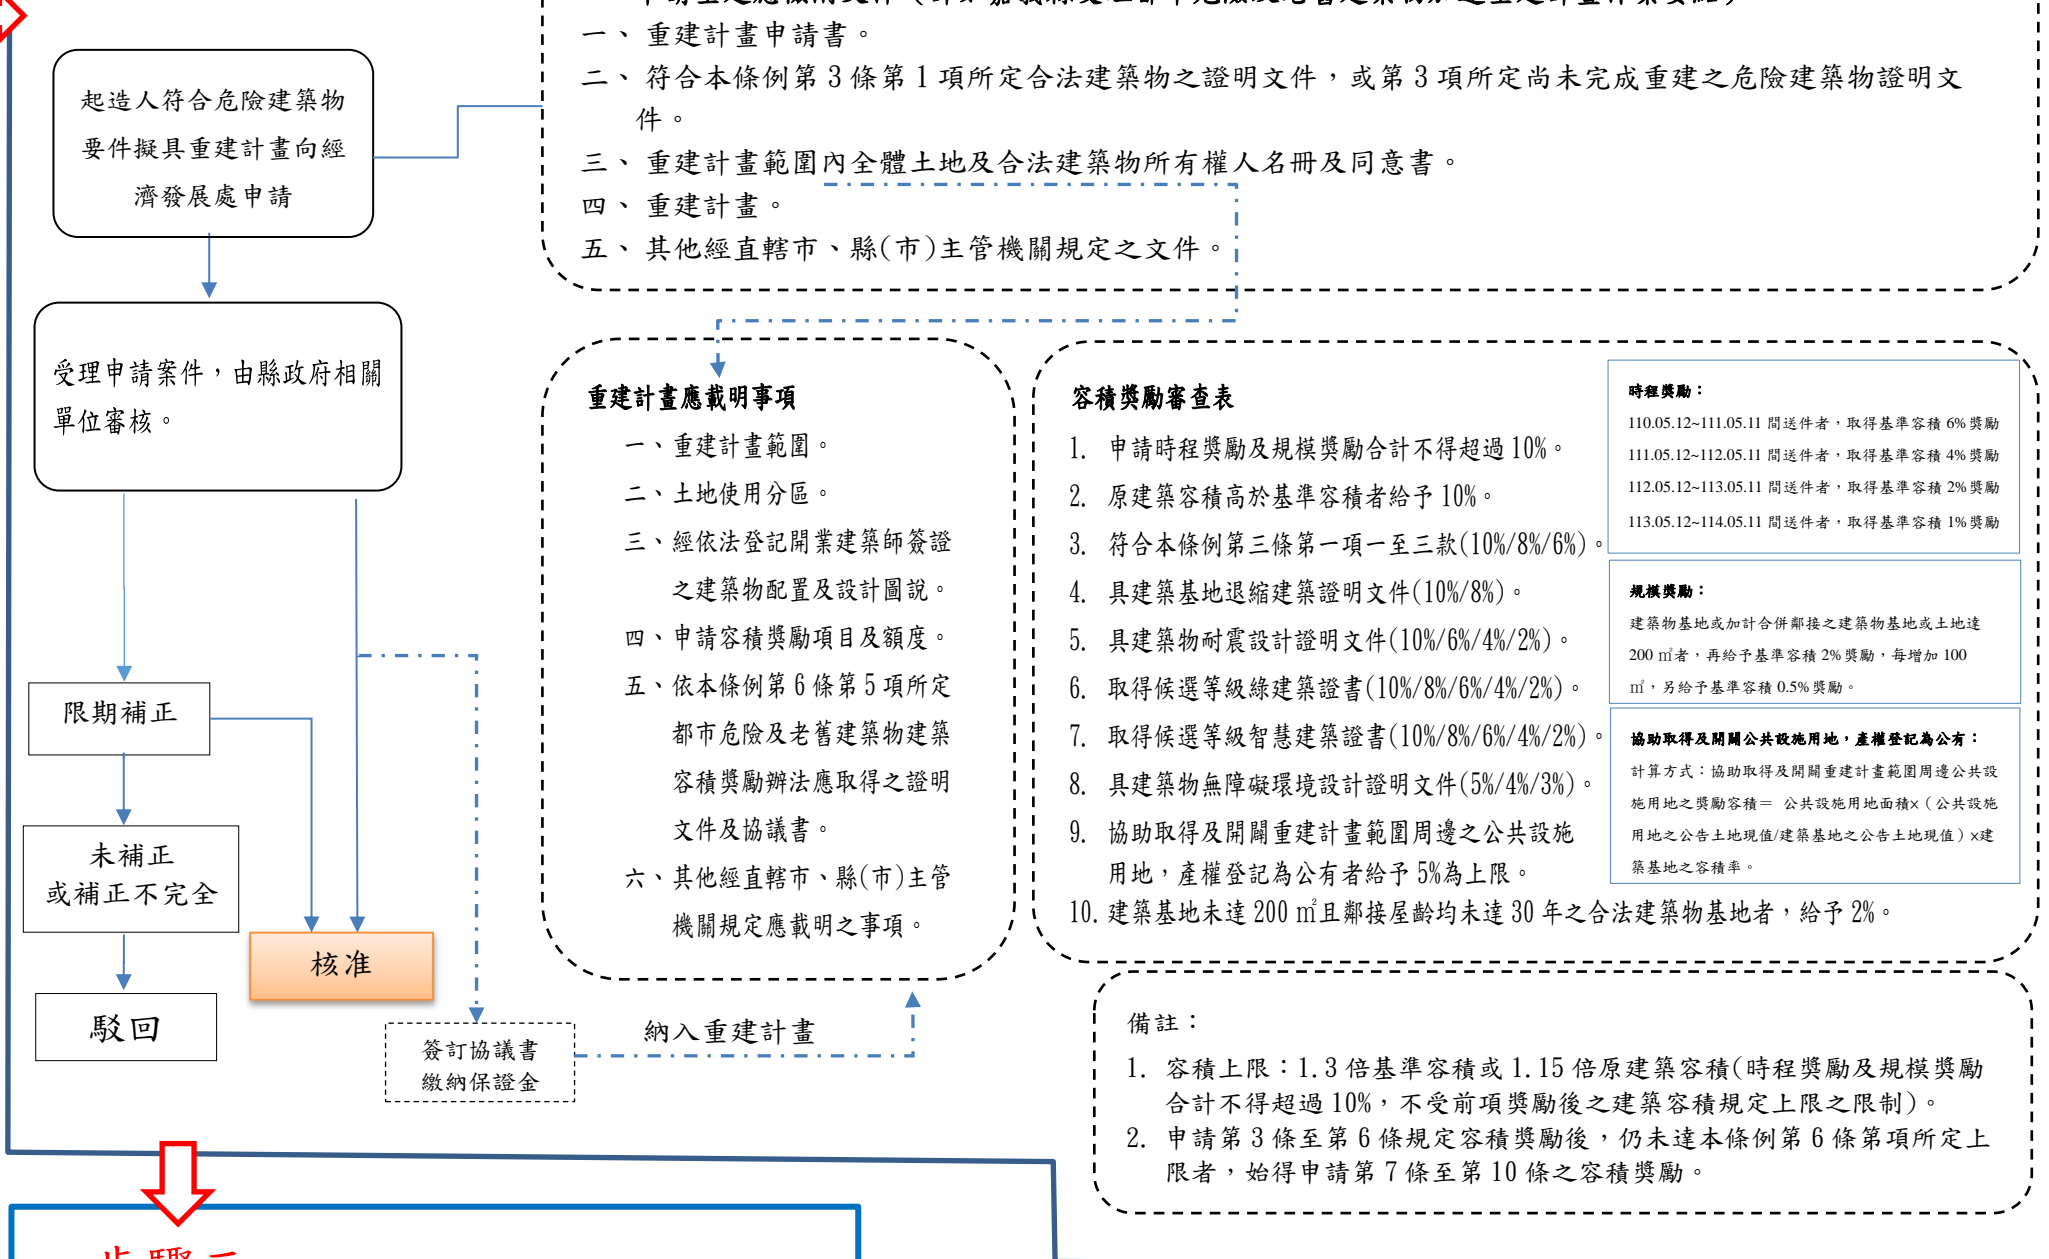 一、 重建計畫申請書。
二、 符合本條例第 3 條第 1 項所定合法建築物之證明文件，或第 3 項所定尚未完成重建之危險建築物證明文
件。
三、 重建計畫範圍內全體土地及合法建築物所有權人名冊及同意書。
四、 重建計畫。
五、 其他經直轄市、縣(市)主管機關規定之文件。
起造人符合危險建築物
要件擬具重建計畫向經
濟發展處申請
受理申請案件，由縣政府相關
單位審核。
限期補正
未補正
或補正不完全
駁回
核准
簽訂協議書
繳納保證金
納入重建計畫
重建計畫應載明事項
一、重建計畫範圍。
二、土地使用分區。
三、經依法登記開業建築師簽證
之建築物配置及設計圖說。
四、申請容積獎勵項目及額度。
五、依本條例第 6 條第 5 項所定
都市危險及老舊建築物建築
容積獎勵辦法應取得之證明
文件及協議書。
六、其他經直轄市、縣(市)主管
機關規定應載明之事項。
容積獎勵審查表
1. 申請時程獎勵及規模獎勵合計不得超過 10%。
2. 原建築容積高於基準容積者給予 10%。
3. 符合本條例第三條第一項一至三款(10%/8%/6%)。
4. 具建築基地退縮建築證明文件(10%/8%)。
5. 具建築物耐震設計證明文件(10%/6%/4%/2%)。
6. 取得候選等級綠建築證書(10%/8%/6%/4%/2%)。
7. 取得候選等級智慧建築證書(10%/8%/6%/4%/2%)。
8. 具建築物無障礙環境設計證明文件(5%/4%/3%)。
9. 協助取得及開闢重建計畫範圍周邊之公共設施
用地，產權登記為公有者給予 5%為上限。
10. 建築基地未達 200 ㎡且鄰接屋齡均未達 30 年之合法建築物基地者，給予 2%。
時程獎勵：
110.05.12~111.05.11 間送件者，取得基準容積 6%獎勵
111.05.12~112.05.11 間送件者，取得基準容積 4%獎勵
112.05.12~113.05.11 間送件者，取得基準容積 2%獎勵
113.05.12~114.05.11 間送件者，取得基準容積 1%獎勵
規模獎勵：
建築物基地或加計合併鄰接之建築物基地或土地達
200 ㎡者，再給予基準容積 2%獎勵，每增加 100
㎡，另給予基準容積 0.5%獎勵。
協助取得及開闢公共設施用地，產權登記為公有：
計算方式：協助取得及開闢重建計畫範圍周邊公共設
施用地之獎勵容積＝ 公共設施用地面積×（公共設施
用地之公告土地現值/建築基地之公告土地現值）×建
築基地之容積率。
備註：
1. 容積上限：1.3 倍基準容積或 1.15 倍原建築容積(時程獎勵及規模獎勵
合計不得超過 10%，不受前項獎勵後之建築容積規定上限之限制)。
2. 申請第 3 條至第 6 條規定容積獎勵後，仍未達本條例第 6 條第項所定上
限者，始得申請第 7 條至第 10 條之容積獎勵。